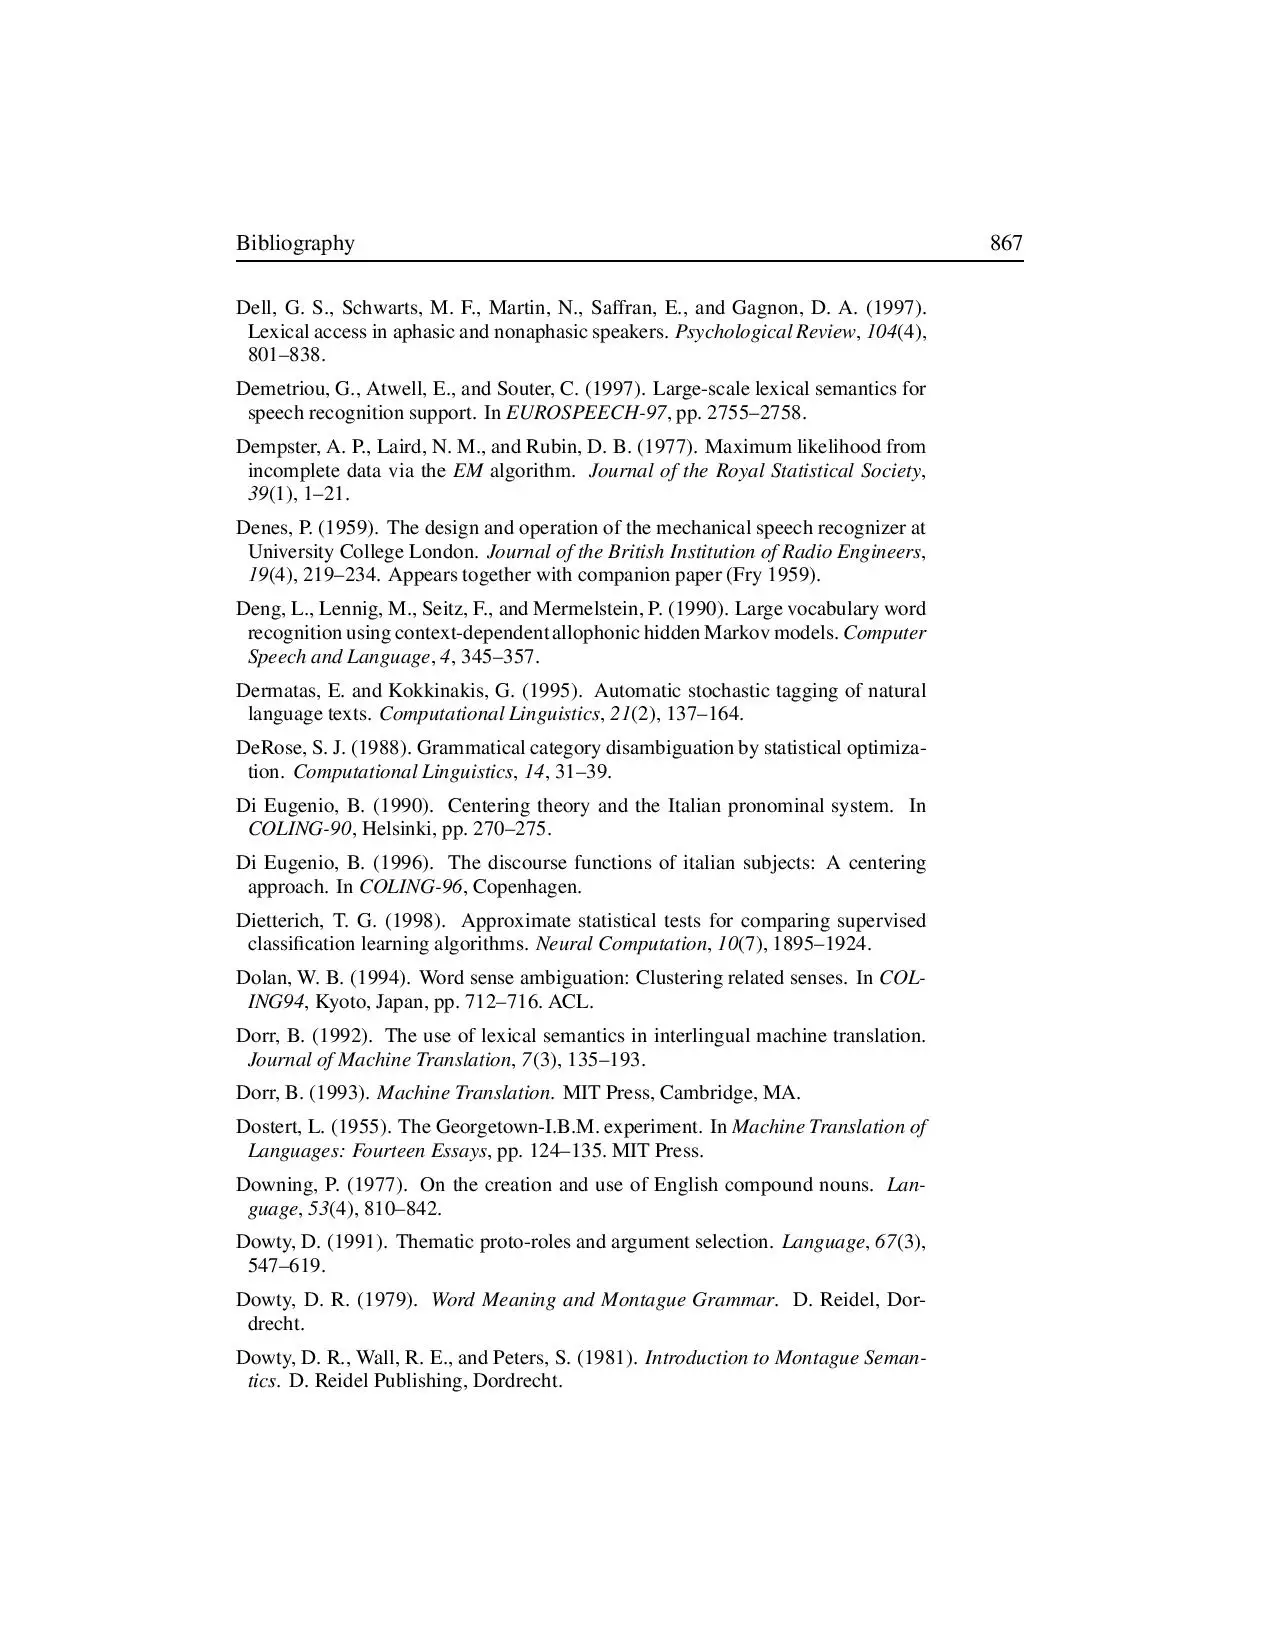 Bibliography 867
Dell, G. S., Schwarts, M. F., Martin, N., Saffran, E., and Gagnon, D. A. (1997).
Lexical access in aphasic and nonaphasic speakers. Psychological Review, 104(4),
801–838.
Demetriou, G., Atwell, E., and Souter, C. (1997). Large-scale lexical semantics for
speech recognition support. In EUROSPEECH-97, pp. 2755–2758.
Dempster, A. P., Laird, N. M., and Rubin, D. B. (1977). Maximum likelihood from
incomplete data via the EM algorithm. Journal of the Royal Statistical Society,
39(1), 1–21.
Denes, P. (1959). The design and operation of the mechanical speech recognizer at
University College London. Journal of the British Institution of Radio Engineers,
19(4), 219–234. Appears together with companion paper (Fry 1959).
Deng, L., Lennig, M., Seitz, F., and Mermelstein, P. (1990). Large vocabulary word
recognition using context-dependent allophonic hidden Markov models. Computer
Speech and Language, 4, 345–357.
Dermatas, E. and Kokkinakis, G. (1995). Automatic stochastic tagging of natural
language texts. Computational Linguistics, 21(2), 137–164.
DeRose, S. J. (1988). Grammatical category disambiguation by statistical optimiza-
tion. Computational Linguistics, 14, 31–39.
Di Eugenio, B. (1990). Centering theory and the Italian pronominal system. In
COLING-90, Helsinki, pp. 270–275.
Di Eugenio, B. (1996). The discourse functions of italian subjects: A centering
approach. In COLING-96, Copenhagen.
Dietterich, T. G. (1998). Approximate statistical tests for comparing supervised
classification learning algorithms. Neural Computation, 10(7), 1895–1924.
Dolan, W. B. (1994). Word sense ambiguation: Clustering related senses. In COL-
ING94, Kyoto, Japan, pp. 712–716. ACL.
Dorr, B. (1992). The use of lexical semantics in interlingual machine translation.
Journal of Machine Translation, 7(3), 135–193.
Dorr, B. (1993). Machine Translation. MIT Press, Cambridge, MA.
Dostert, L. (1955). The Georgetown-I.B.M. experiment. In Machine Translation of
Languages: Fourteen Essays, pp. 124–135. MIT Press.
Downing, P. (1977). On the creation and use of English compound nouns. Lan-
guage, 53(4), 810–842.
Dowty, D. (1991). Thematic proto-roles and argument selection. Language, 67(3),
547–619.
Dowty, D. R. (1979). Word Meaning and Montague Grammar. D. Reidel, Dor-
drecht.
Dowty, D. R., Wall, R. E., and Peters, S. (1981). Introduction to Montague Seman-
tics. D. Reidel Publishing, Dordrecht.